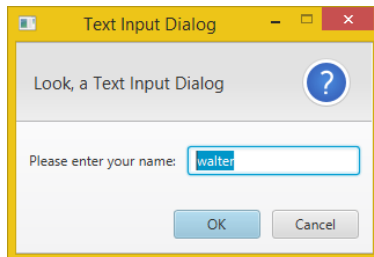 Text Input Dialog
Look, a Text Input Dialog
?
Please enter your name: walter
OK Cancel